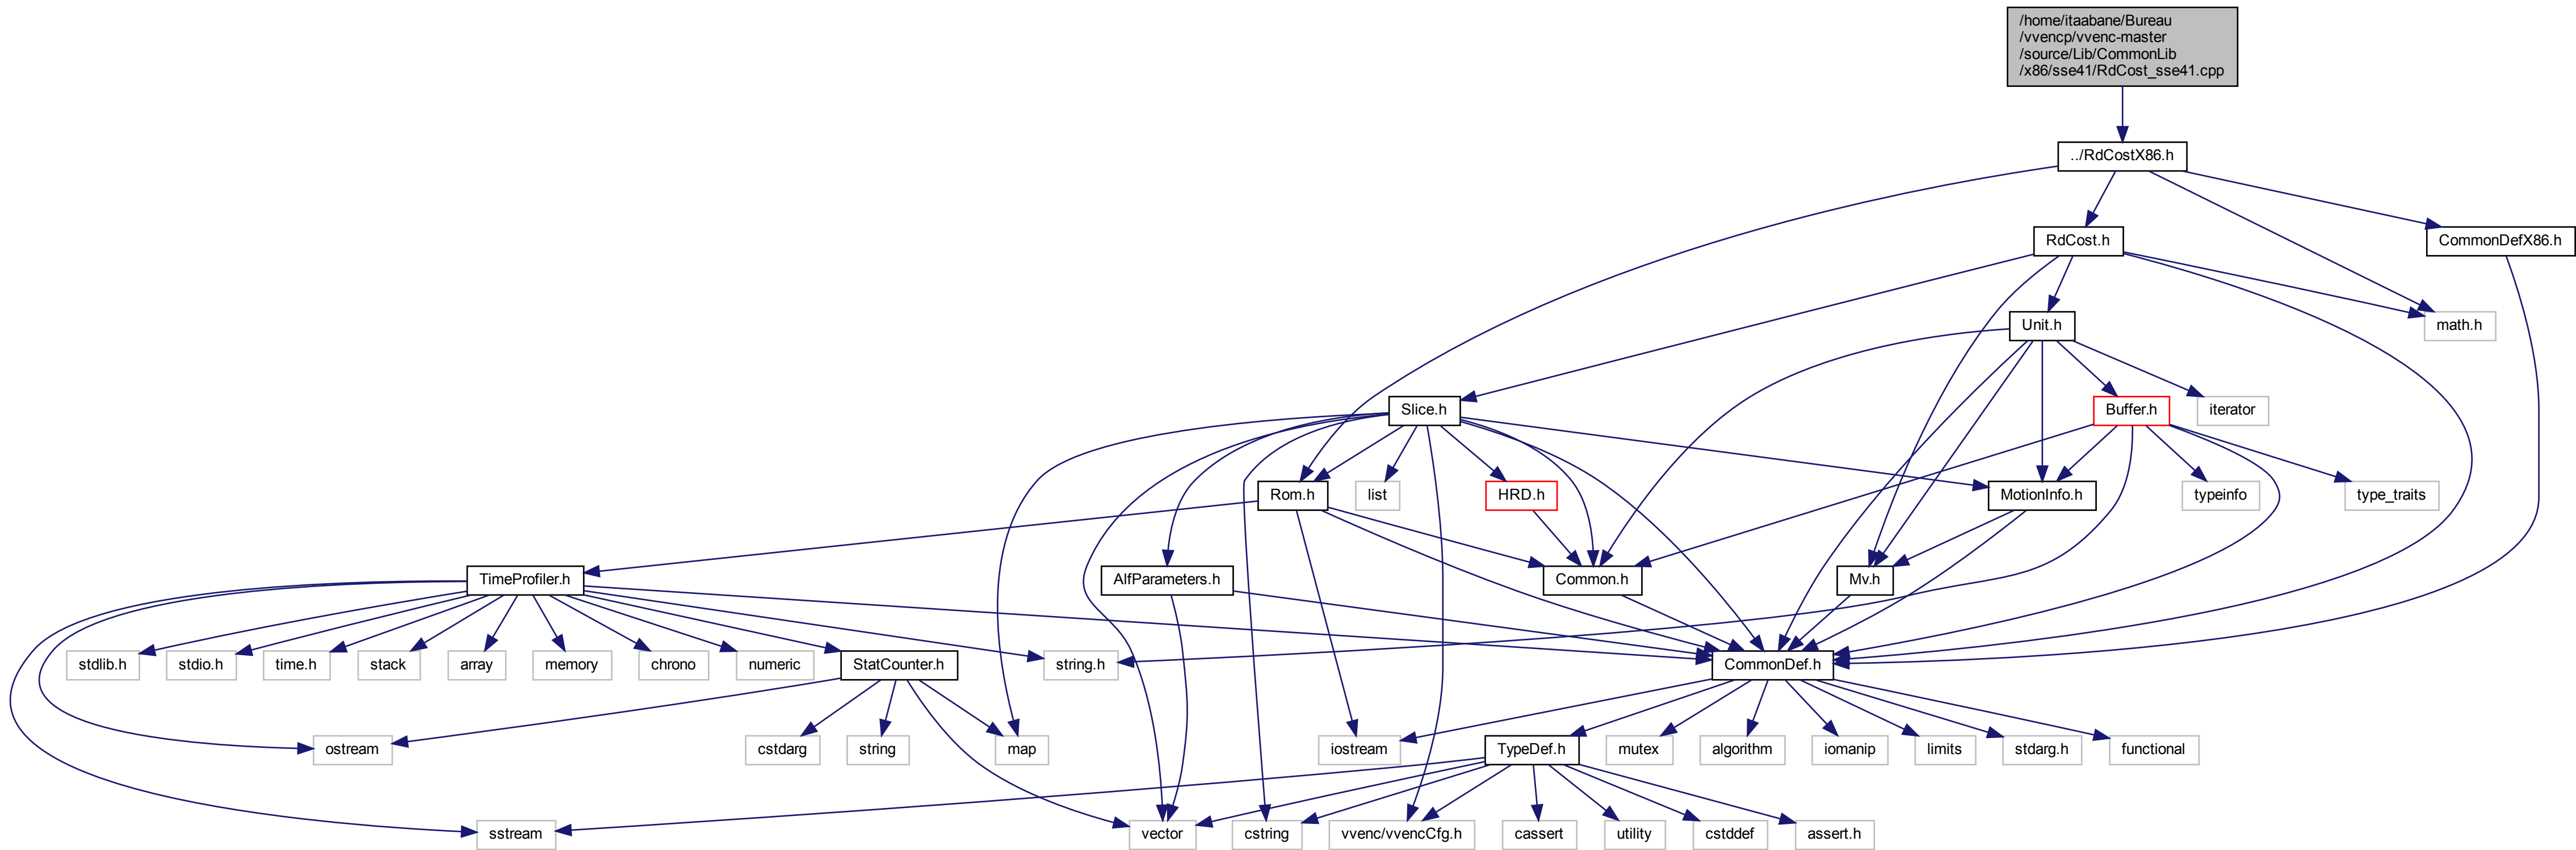 /home/itaabane/Bureau
/vvencp/vvenc-master
/source/Lib/CommonLib
/x86/sse41/RdCost_sse41.cpp
../RdCostX86.h
RdCost.h
CommonDefX86.h
Unit.h
math.h
Slice.h
Buffer.h
iterator
Rom.h
list
HRD.h
MotionInfo.h
typeinfo
type_traits
TimeProfiler.h
AlfParameters.h
Common.h
Mv.h
stdlib.h
stdio.h
time.h
stack
array
memory
chrono
numeric
StatCounter.h
string.h
CommonDef.h
ostream
cstdarg
string
map
iostream
TypeDef.h
mutex
algorithm
iomanip
limits
stdarg.h
functional
sstream
vector
cstring
vvenc/vvencCfg.h
cassert
utility
cstddef
assert.h